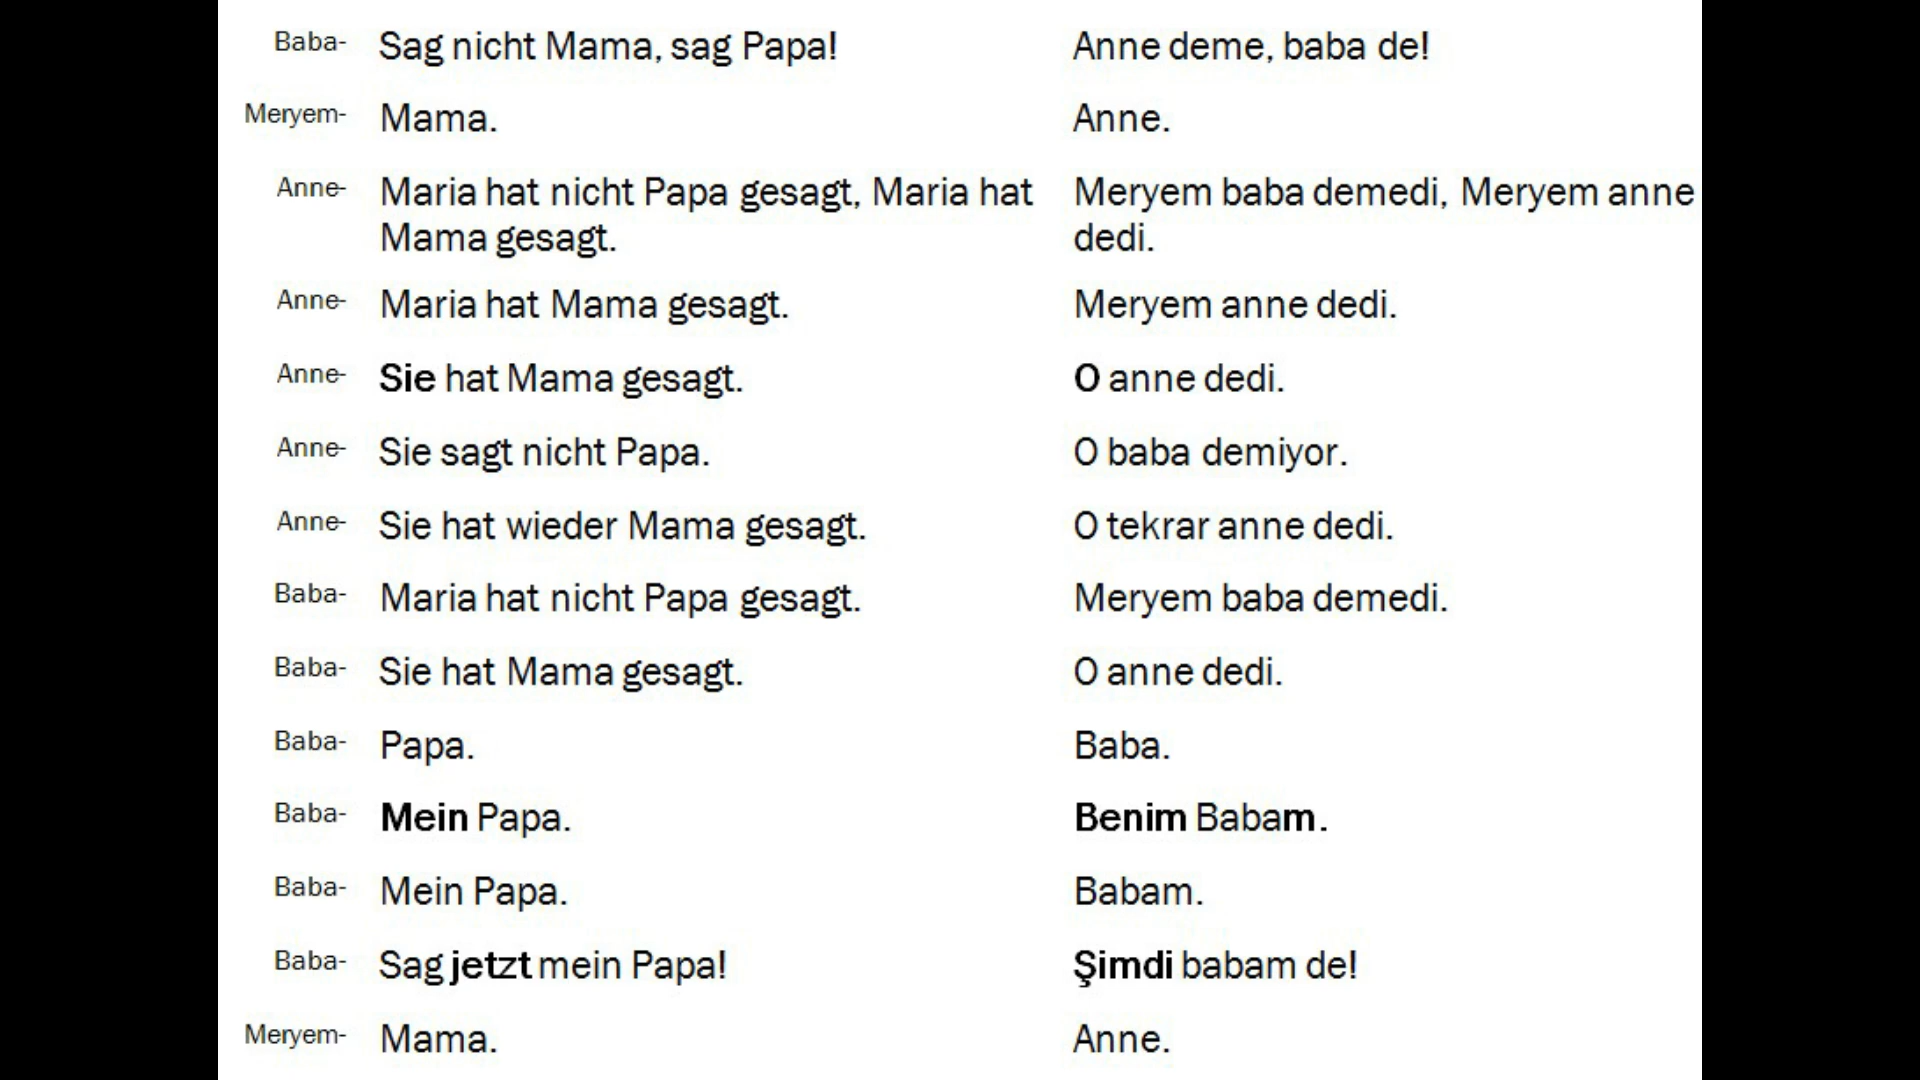 Baba- Sag nicht Mama, sag Papa! Anne deme, baba de!
Meryem- Mama. Anne.
Anne- Maria hat nicht Papa gesagt, Maria hat Meryem baba demedi, Meryem anne
Mama gesagt. dedi.
Anne- Maria hat Mama gesagt. Meryem anne dedi.
Anne- Sie hat Mama gesagt. O anne dedi.
Anne- Sie sagt nicht Papa. O baba demiyor.
Anne- Sie hat wieder Mama gesagt. O tekrar anne dedi.
Baba- Maria hat nicht Papa gesagt. Meryem baba demedi.
Baba- Sie hat Mama gesagt. O anne dedi.
Baba- Papa. Baba.
Baba- Mein Papa. Benim Babam.
Baba- Mein Papa. Babam.
Baba- Sag jetzt mein Papa! Şimdi babam de!
Meryem- Mama. Anne.